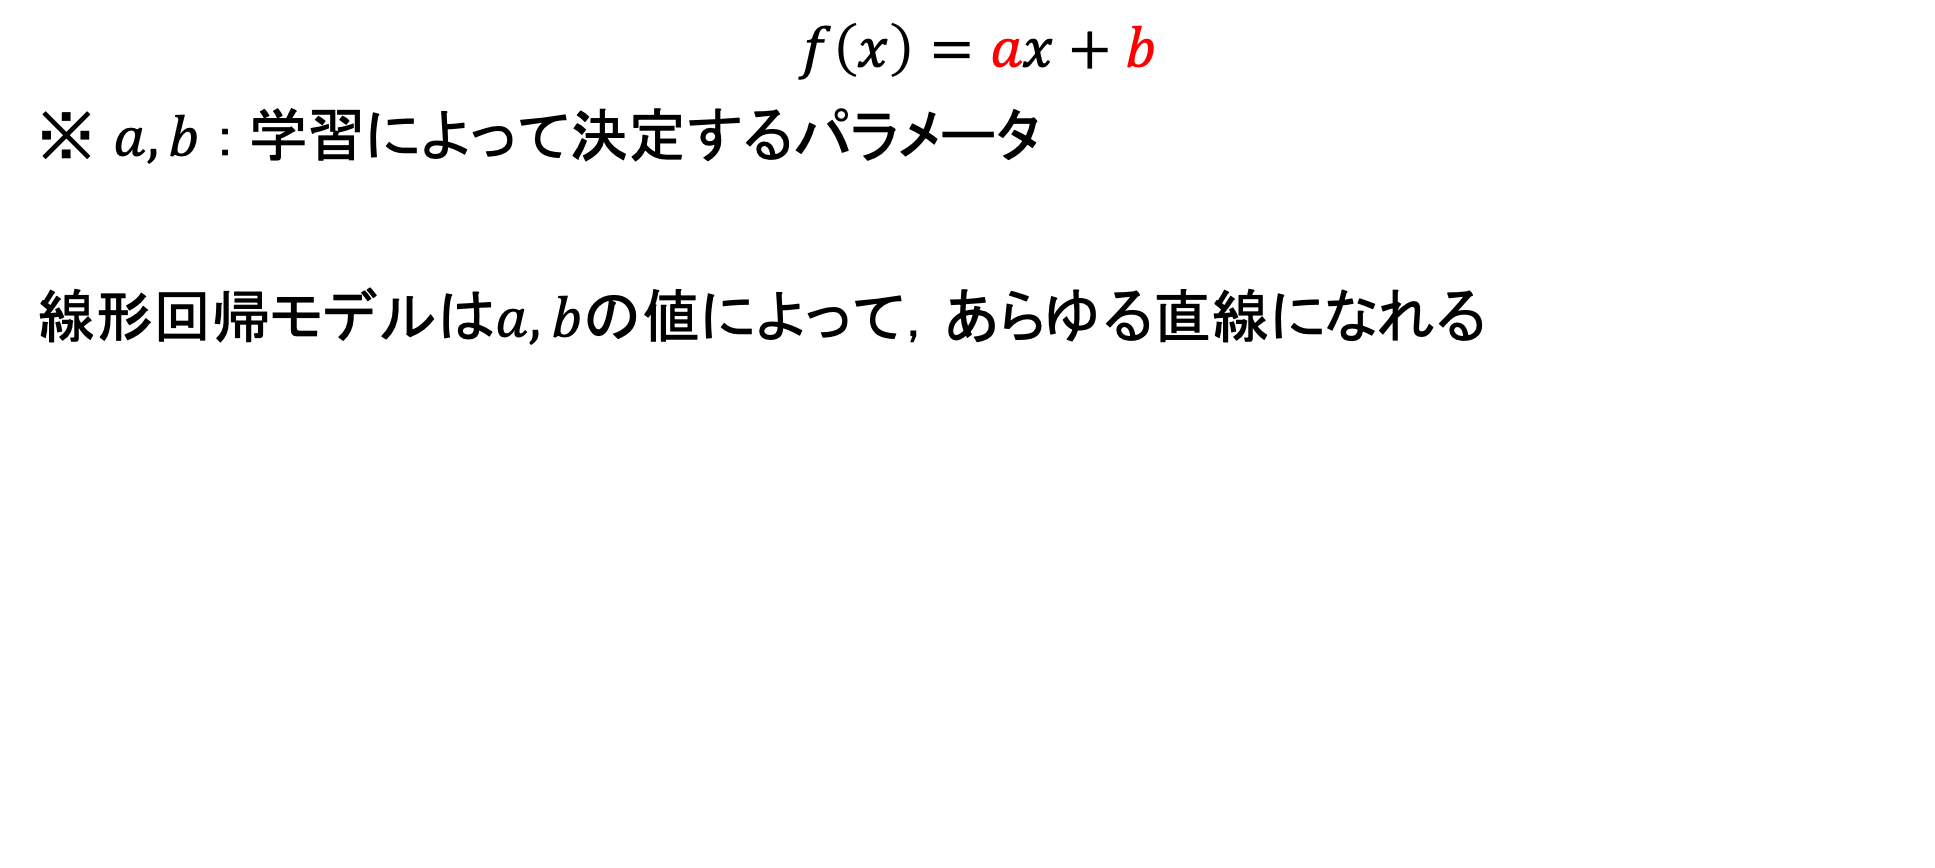 f(x) = ax + b
※ a, b : 学習によって決定するパラメータ
線形回帰モデルはa, bの値によって，あらゆる直線になれる